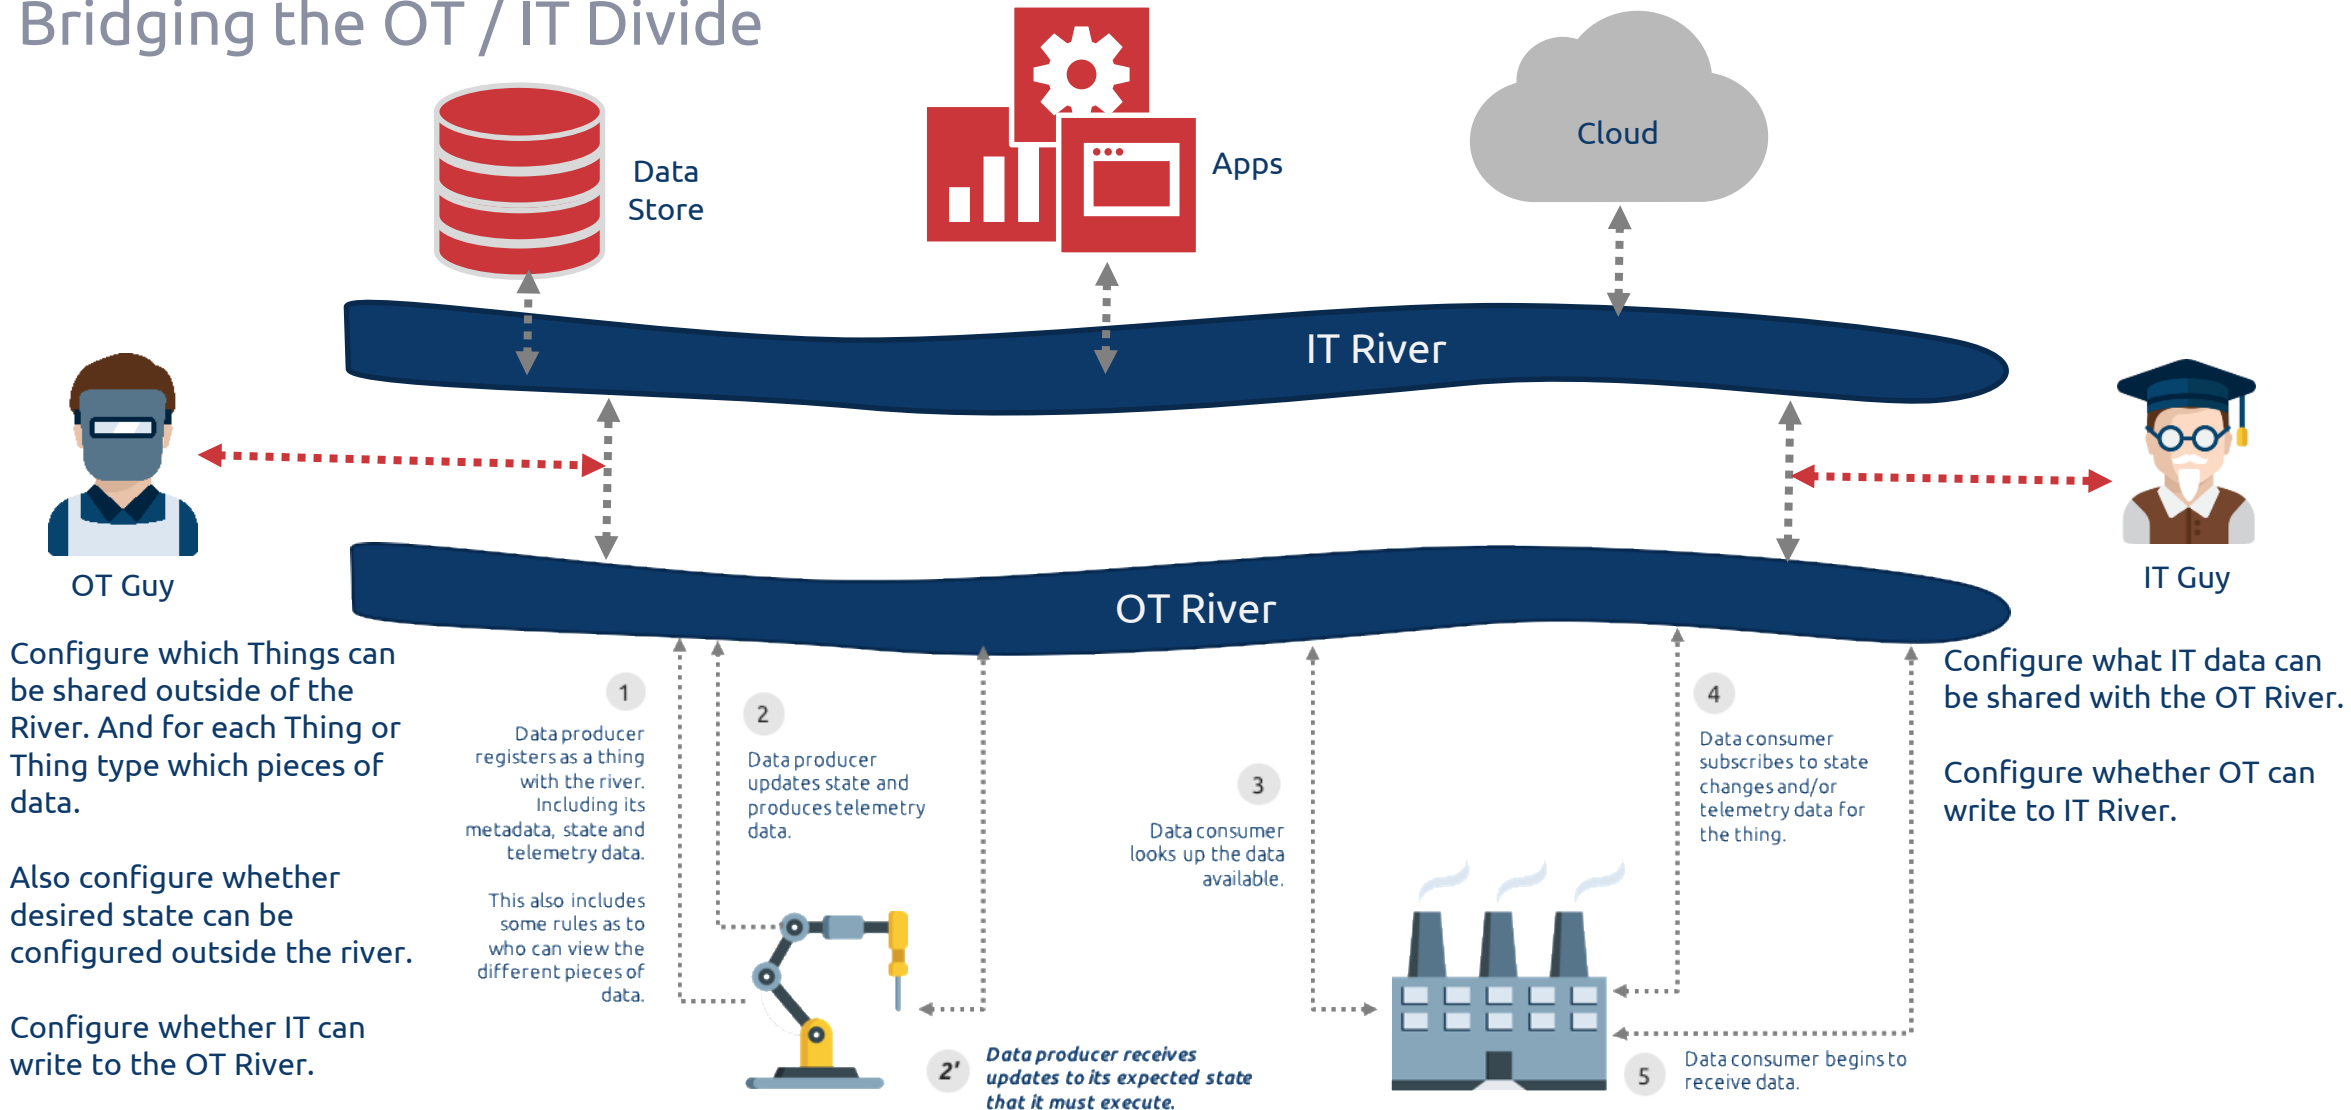 Bridging the OT / IT Divide
Data
Store
Apps
Cloud
IT River
OT Guy
IT Guy
OT River
Configure which Things can
be shared outside of the
River. And for each Thing or
Thing type which pieces of
data.
Also configure whether
desired state can be
configured outside the river.
Configure whether IT can
write to the OT River.
1
Data producer
registers as a thing
with the river.
Including its
metadata, state and
telemetry data.
This also includes
some rules as to
who can view the
different pieces of
data.
2
Data producer
updates state and
produces telemetry
data.
2'
Data producer receives
updates to its expected state
that it must execute.
3
Data consumer
looks up the data
available.
4
Data consumer
subscribes to state
changes and/or
telemetry data for
the thing.
5
Data consumer begins to
receive data.
Configure what IT data can
be shared with the OT River.
Configure whether OT can
write to IT River.